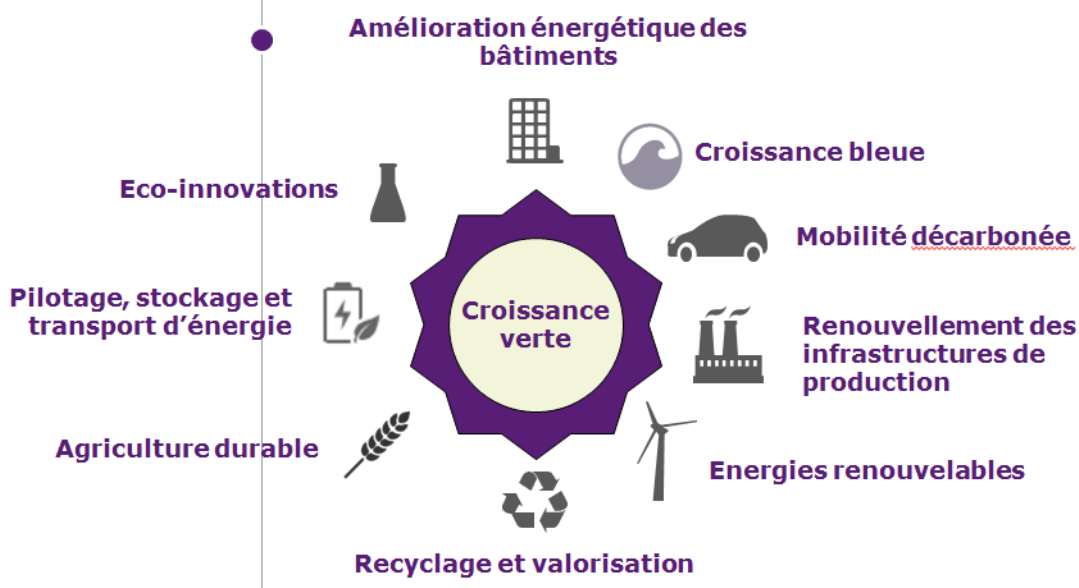 Amélioration énergétique des
bâtiments
Croissance bleue
Eco-innovations
Mobilité décarbonée
Pilotage, stockage et
transport d’énergie
Croissance
verte
Renouvellement des
infrastructures de
production
Agriculture durable
Energies renouvelables
Recyclage et valorisation